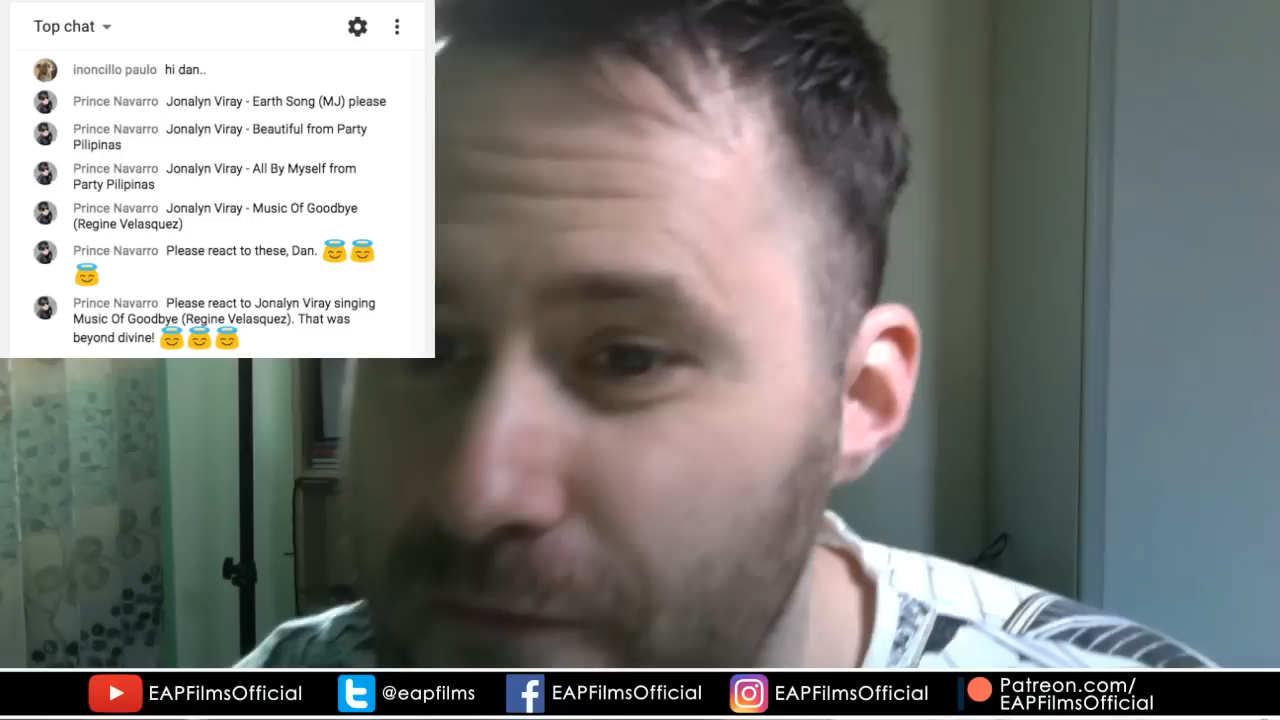 Top chat
inoncillo paulo hi dan..
Prince Navarro Jonalyn Viray - Earth Song (MJ) please
Prince Navarro Jonalyn Viray - Beautiful from Party
Pilipinas
Prince Navarro Jonalyn Viray - All By Myself from
Party Pilipinas
Prince Navarro Jonalyn Viray - Music Of Goodbye
(Regine Velasquez)
Prince Navarro Please react to these, Dan.
Prince Navarro Please react to Jonalyn Viray singing
Music Of Goodbye (Regine Velasquez). That was
beyond divine!
EAPFilmsOfficial @eapfilms EAPFilmsOfficial EAPFilmsOfficial Patreon.com/
EAPFilmsOfficial